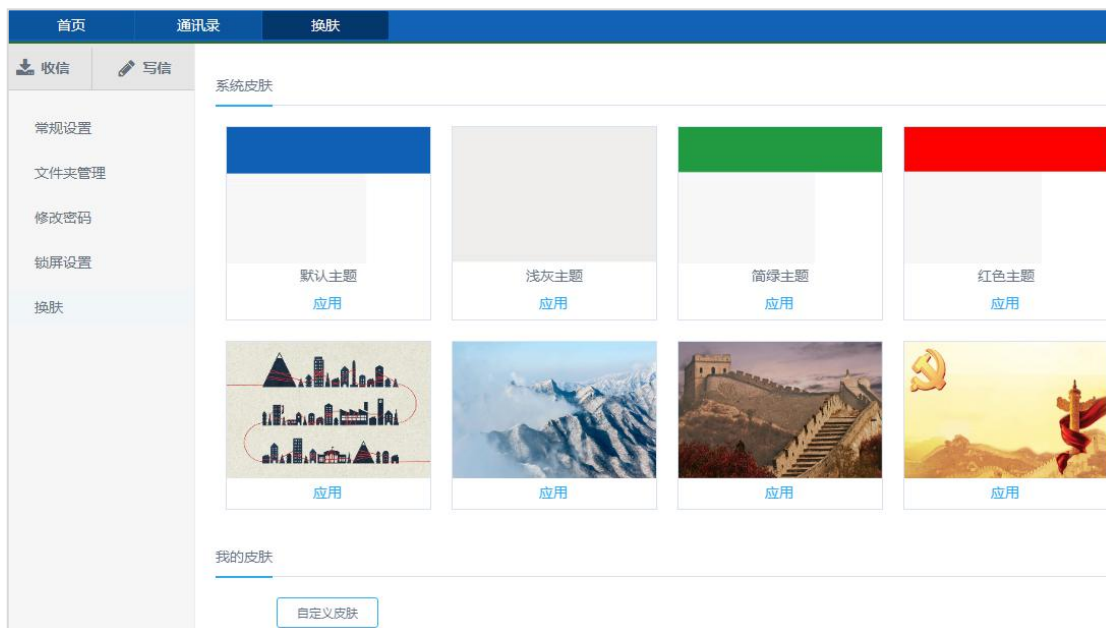 首页 通讯录 换肤
收信 写信
系统皮肤
常规设置
文件夹管理
修改密码
锁屏设置
换肤
默认主题 浅灰主题 简绿主题 红色主题
应用 应用 应用 应用
应用 应用 应用 应用
我的皮肤
自定义皮肤